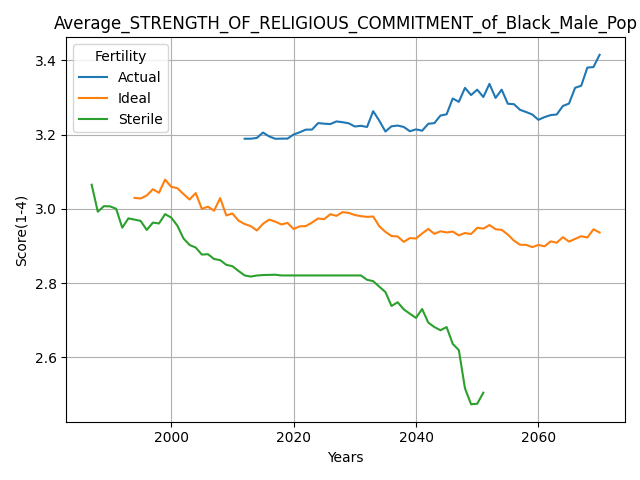 Average_STRENGTH_OF_RELIGIOUS_COMMITMENT_of_Black_Male_Pop
Fertility
Actual
Ideal
Sterile
Score(1-4)
3.4
3.2
3.0
2.8
2.6
2000 2020 2040 2060
Years